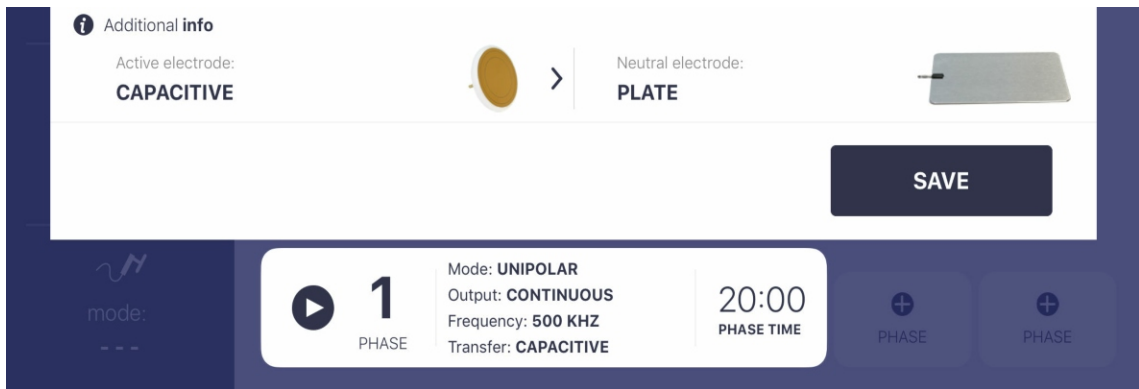 Additional info
Active electrode:
CAPACITIVE
Neutral electrode:
PLATE
SAVE
mode:
- - -
1
PHASE
Mode: UNIPOLAR
Output: CONTINUOUS
Frequency: 500 KHZ
Transfer: CAPACITIVE
20:00
PHASE TIME
PHASE
PHASE